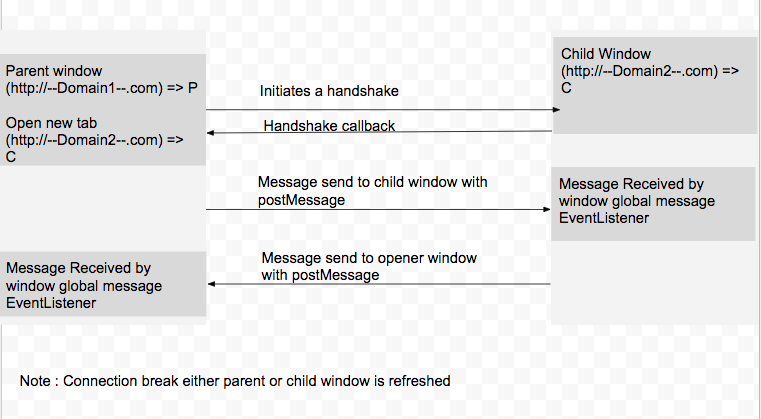 Parent window
(http://--Domain1--.com) => P
Open new tab
(http://--Domain2--.com) =>
C
Child Window
(http://--Domain2--.com) =>
C
Initiates a handshake
Handshake callback
Message send to child window with
postMessage
Message Received by
window global message
EventListener
Message send to opener window
with postMessage
Message Received by
window global message
EventListener
Note : Connection break either parent or child window is refreshed